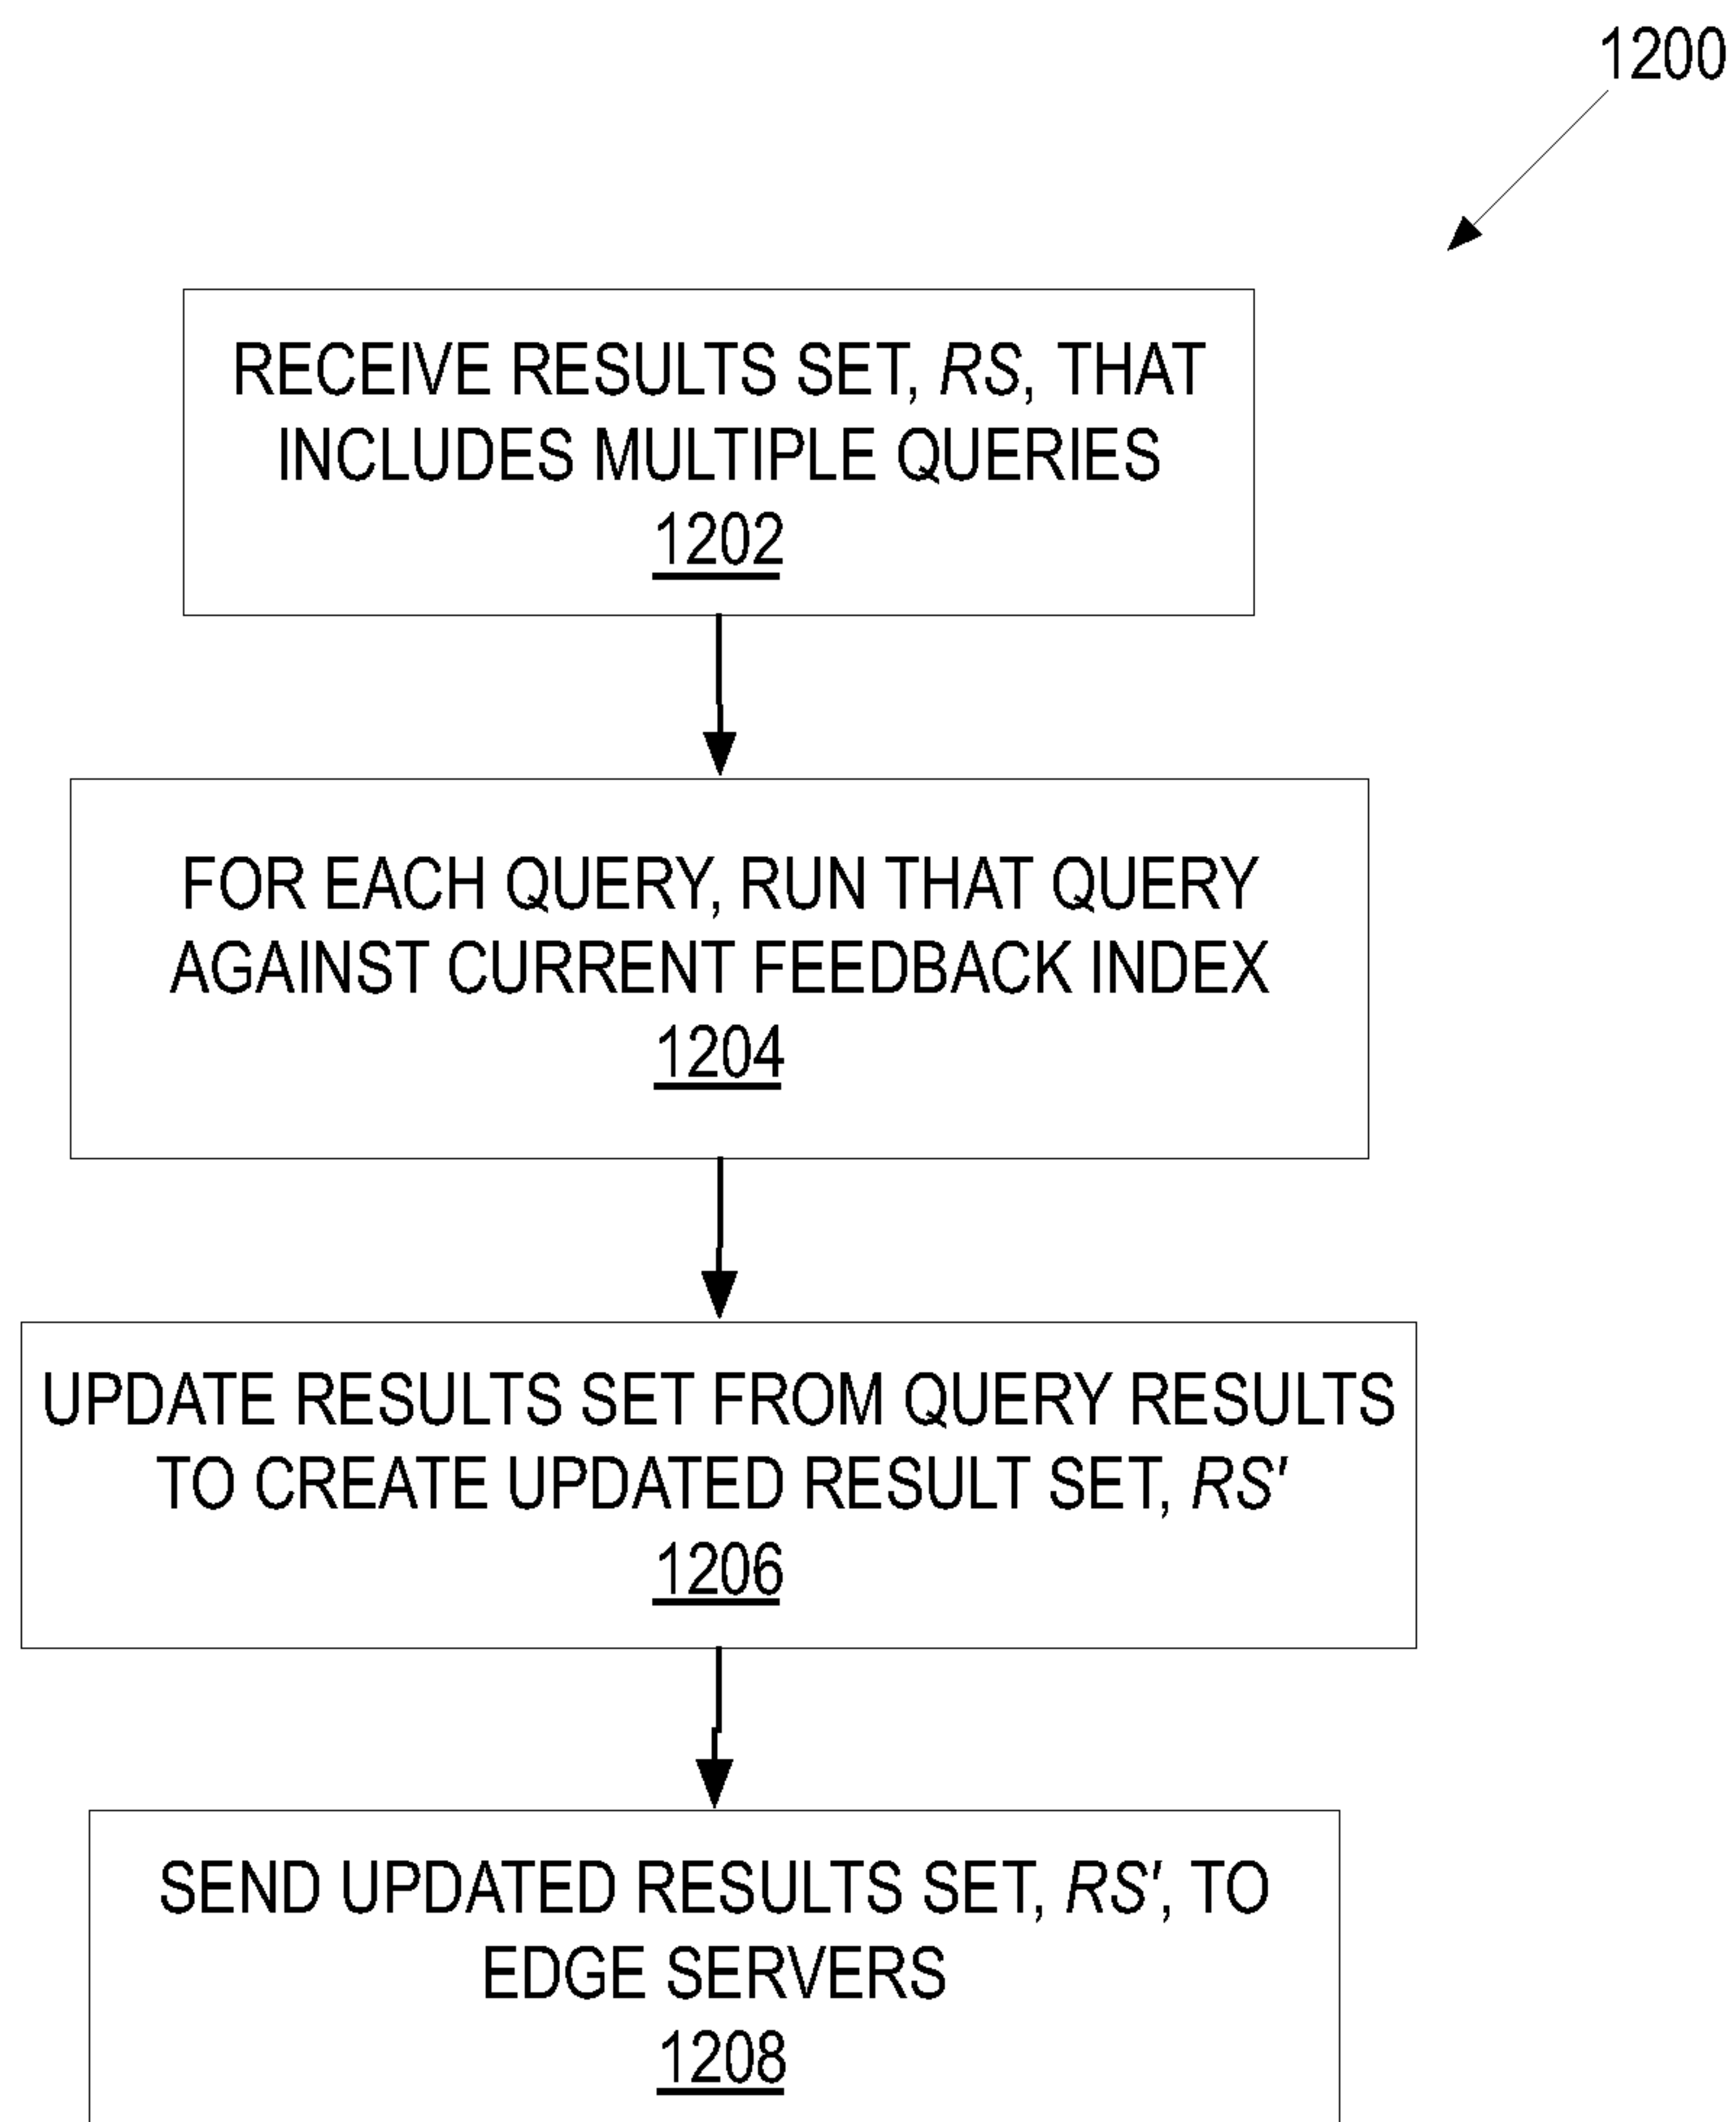 1200
RECEIVE RESULTS SET, RS, THAT
INCLUDES MULTIPLE QUERIES
1202
FOR EACH QUERY, RUN THAT QUERY
AGAINST CURRENT FEEDBACK INDEX
1204
UPDATE RESULTS SET FROM QUERY RESULTS
TO CREATE UPDATED RESULT SET, RS'
1206
SEND UPDATED RESULTS SET, RS', TO
EDGE SERVERS
1208